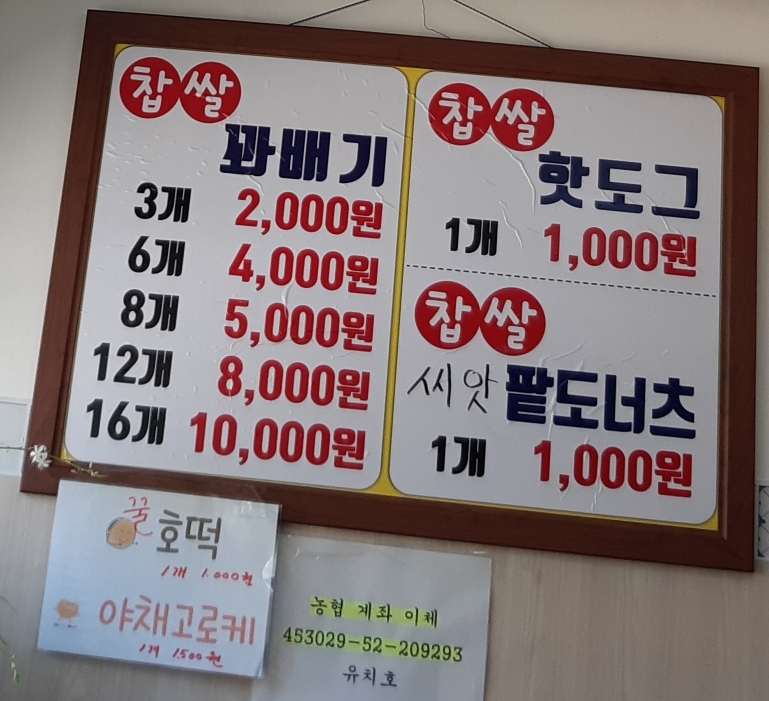 찹쌀
꽈배기
3개 2,000원
6개 4,000원
8개 5,000원
12개 8,000원
16개 10,000원
찹쌀
핫도그
1개 1,000원
찹쌀
씨앗 팥도너츠
1개 1,000원
꿀
호떡
1개 1.000원
야채고로케
1개 1.500원
농협 계좌 이체
453029-52-209293
유치호